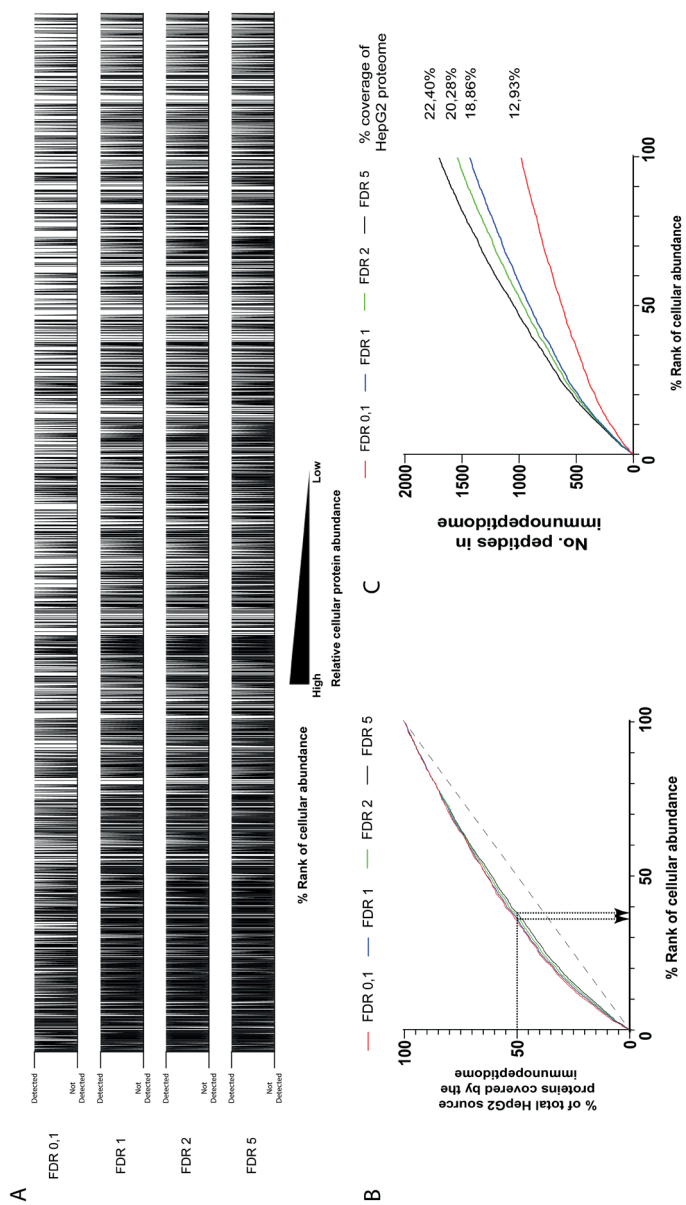 A
FDR 0,1
Detected
Not
Detected
FDR 1
Detected
Not
Detected
FDR 2
Detected
Not
Detected
FDR 5
Detected
Not
Detected
% Rank of cellular abundance
High
Low
Relative cellular protein abundance
B
FDR 0,1
FDR 1
FDR 2
FDR 5
% of total HepG2 source
proteins covered by the
immunopeptidome
100
50
0
0
50
100
% Rank of cellular abundance
C
FDR 0,1
FDR 1
FDR 2
FDR 5
% coverage of
HepG2 proteome
No. peptides in
immunopeptidome
2000
1500
1000
500
0
0
50
100
% Rank of cellular abundance
22,40%
20,28%
18,86%
12,93%